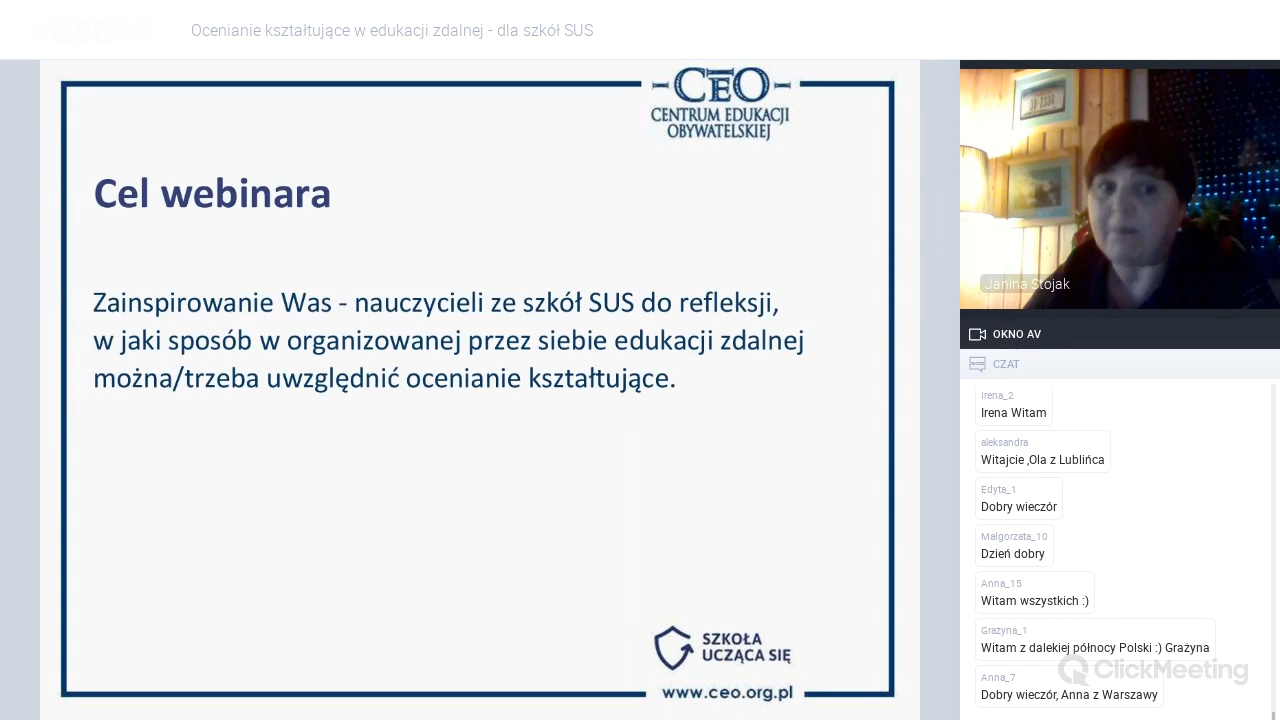 Ocenianie kształtujące w edukacji zdalnej - dla szkół SUS
CEO
CENTRUM EDUKACJI
OBYWATELSKIEJ
Cel webinara
Zainspirowanie Was - nauczycieli ze szkół SUS do refleksji,
w jaki sposób w organizowanej przez siebie edukacji zdalnej
można/trzeba uwzględnić ocenianie kształtujące.
SZKOŁA
UCZĄCA SIĘ
www.ceo.org.pl
Janina Stojak
OKNO AV
CZAT
Irena_2
Irena Witam
aleksandra
Witajcie ,Ola z Lublińca
Edyta_1
Dobry wieczór
Małgorzata_10
Dzień dobry
Anna_15
Witam wszystkich :)
Grażyna_1
Witam z dalekiej północy Polski :) Grażyna
Anna_7
Dobry wieczór, Anna z Warszawy
ClickMeeting